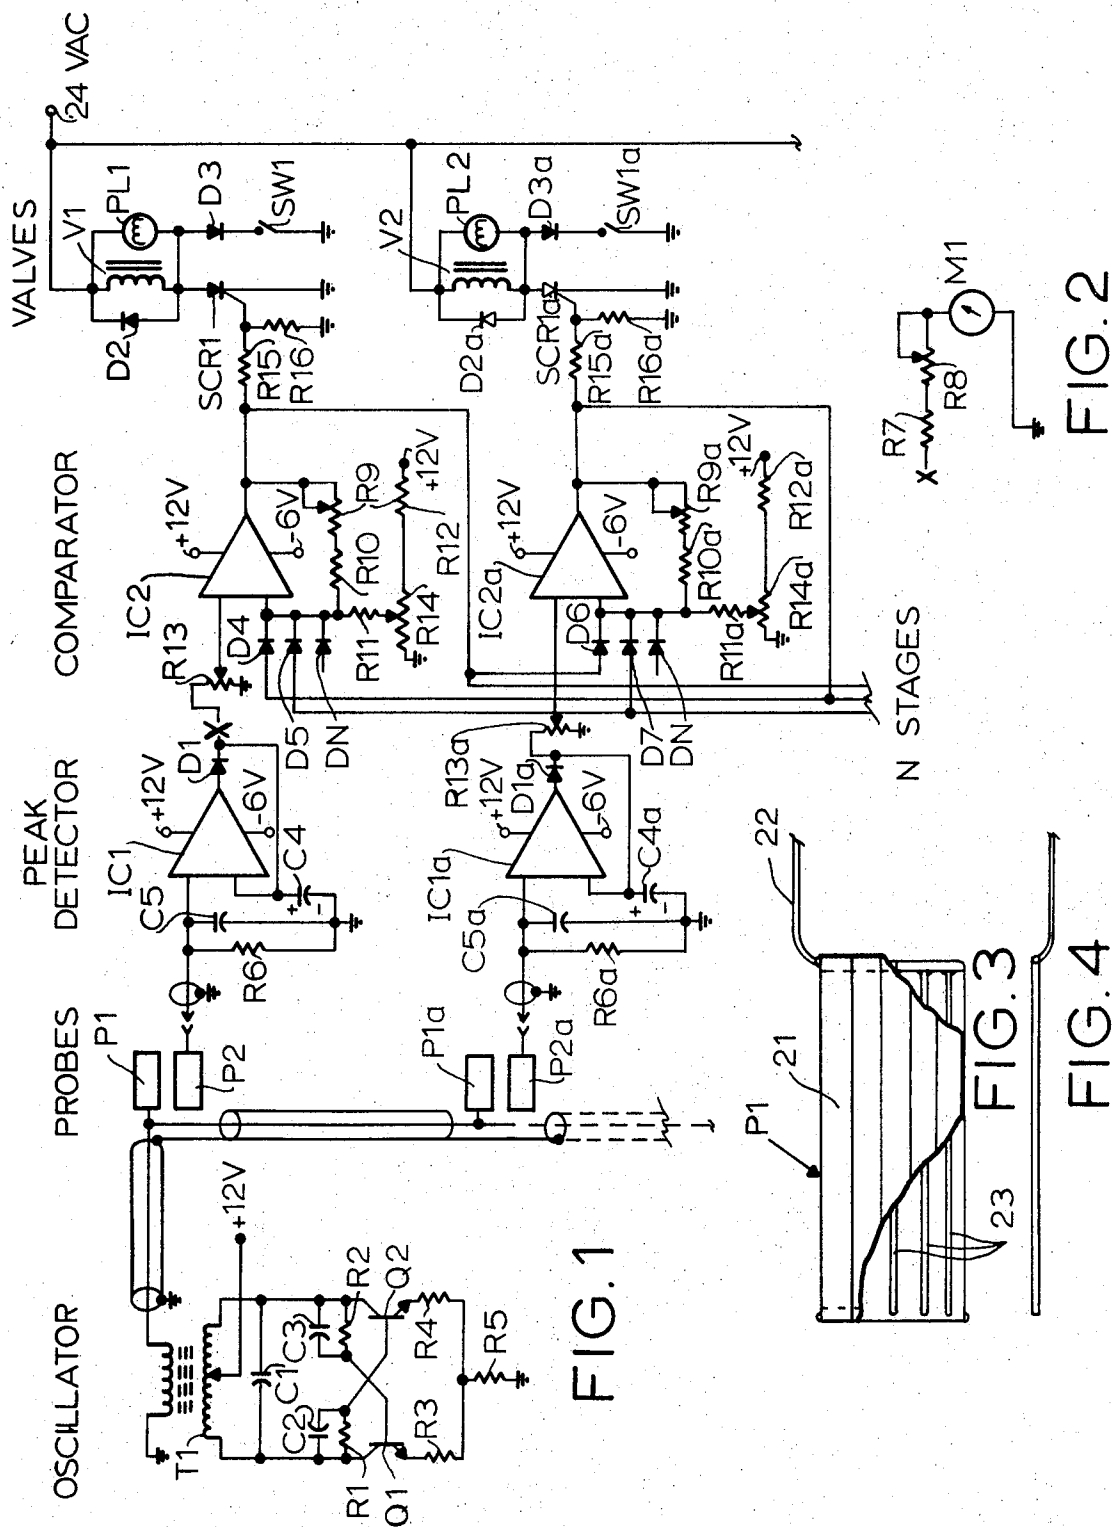 OSCILLATOR
PROBES
PEAK
DETECTOR
COMPARATOR
VALVES
24 VAC
T1
+12V
C1
C2
C3
R1
R2
Q1
Q2
R3
R4
R5
P1
P2
P1a
P2a
IC1
+12V
-6V
D1
C5
C4
R6
X
IC1a
+12V
-6V
D1a
C5a
C4a
R6a
R13
IC2
+12V
-6V
D4
D5
DN
R9
R10
R11
R12
R14
+12V
R13a
IC2a
+12V
-6V
D6
D7
DN
R9a
R10a
R11a
R12a
R14a
+12V
V1
PL1
D2
D3
SCR1
SW1
R15
R16
V2
PL2
D2a
D3a
SCR1a
SW1a
R15a
R16a
N STAGES
FIG. 1
X
R7
R8
M1
FIG. 2
P1
21
22
23
FIG. 3
FIG. 4